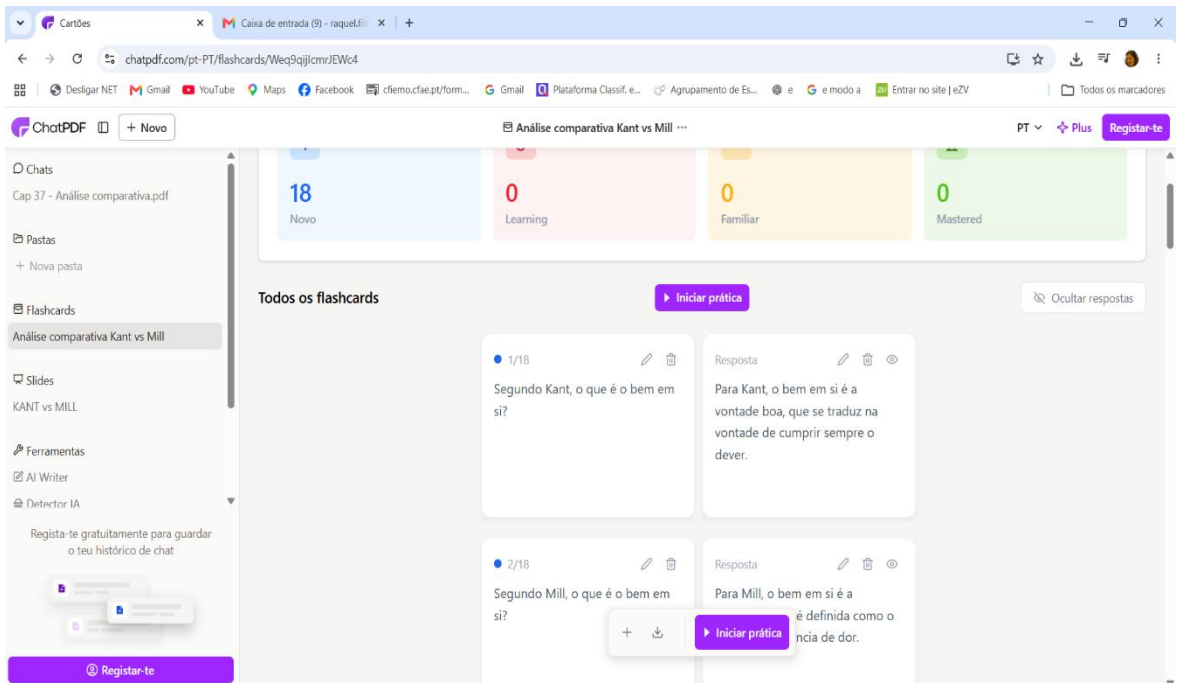 Cartões
Caixa de entrada (9) - raquel.fil
chatpdf.com/pt-PT/flashcards/Weq9qijIcmrJEWc4
Desligar NET Gmail YouTube Maps Facebook cfiemo.cfae.pt/form... Gmail Plataforma Classif. e... Agrupamento de Es... e e modo a Entrar no site | eZV Todos os marcadores
ChatPDF + Novo Análise comparativa Kant vs Mill ··· PT Plus Registar-te
Chats
Cap 37 - Análise comparativa.pdf
Pastas
+ Nova pasta
Flashcards
Análise comparativa Kant vs Mill
Slides
KANT vs MILL
Ferramentas
AI Writer
Detector IA
Regista-te gratuitamente para guardar
o teu histórico de chat
Registar-te
18 0 0 0
Novo Learning Familiar Mastered
Todos os flashcards Iniciar prática Ocultar respostas
1/18
Segundo Kant, o que é o bem em
si?
Resposta
Para Kant, o bem em si é a
vontade boa, que se traduz na
vontade de cumprir sempre o
dever.
2/18
Segundo Mill, o que é o bem em
si?
Resposta
Para Mill, o bem em si é a
é definida como o
ncia de dor.
Iniciar prática